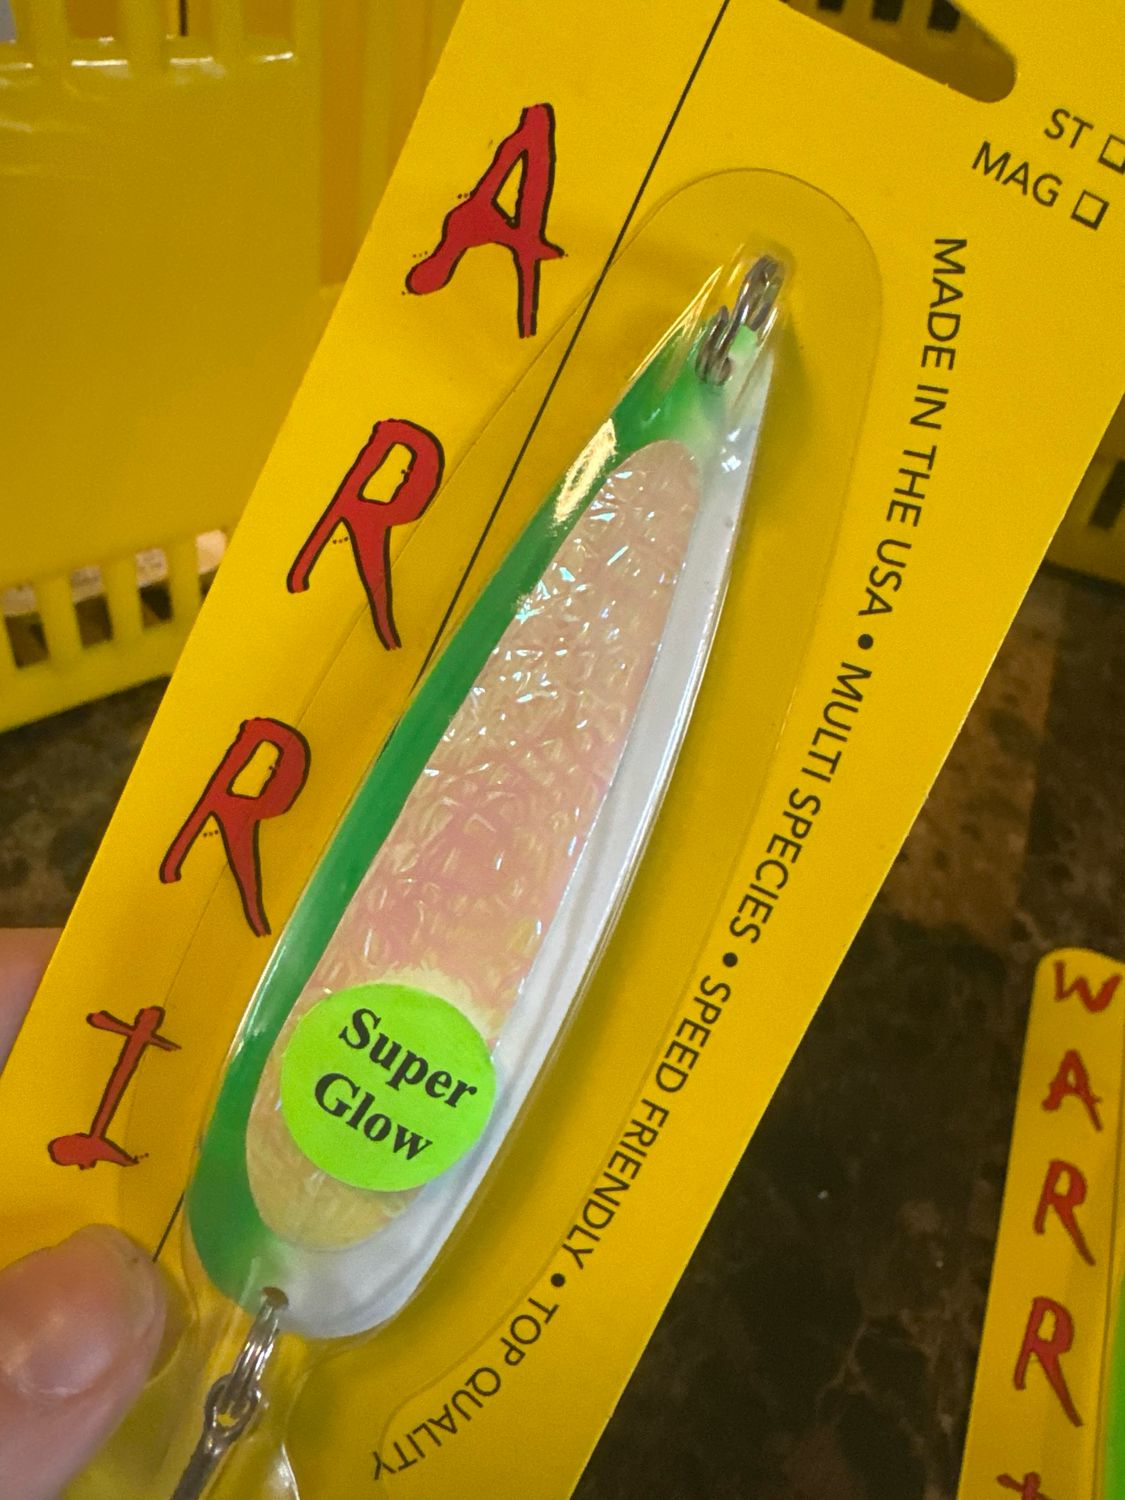 A
R
R
I
ST
MAG
MADE IN THE USA • MULTI SPECIES • SPEED FRIENDLY • TOP QUALITY
Super
Glow
W
A
R
R